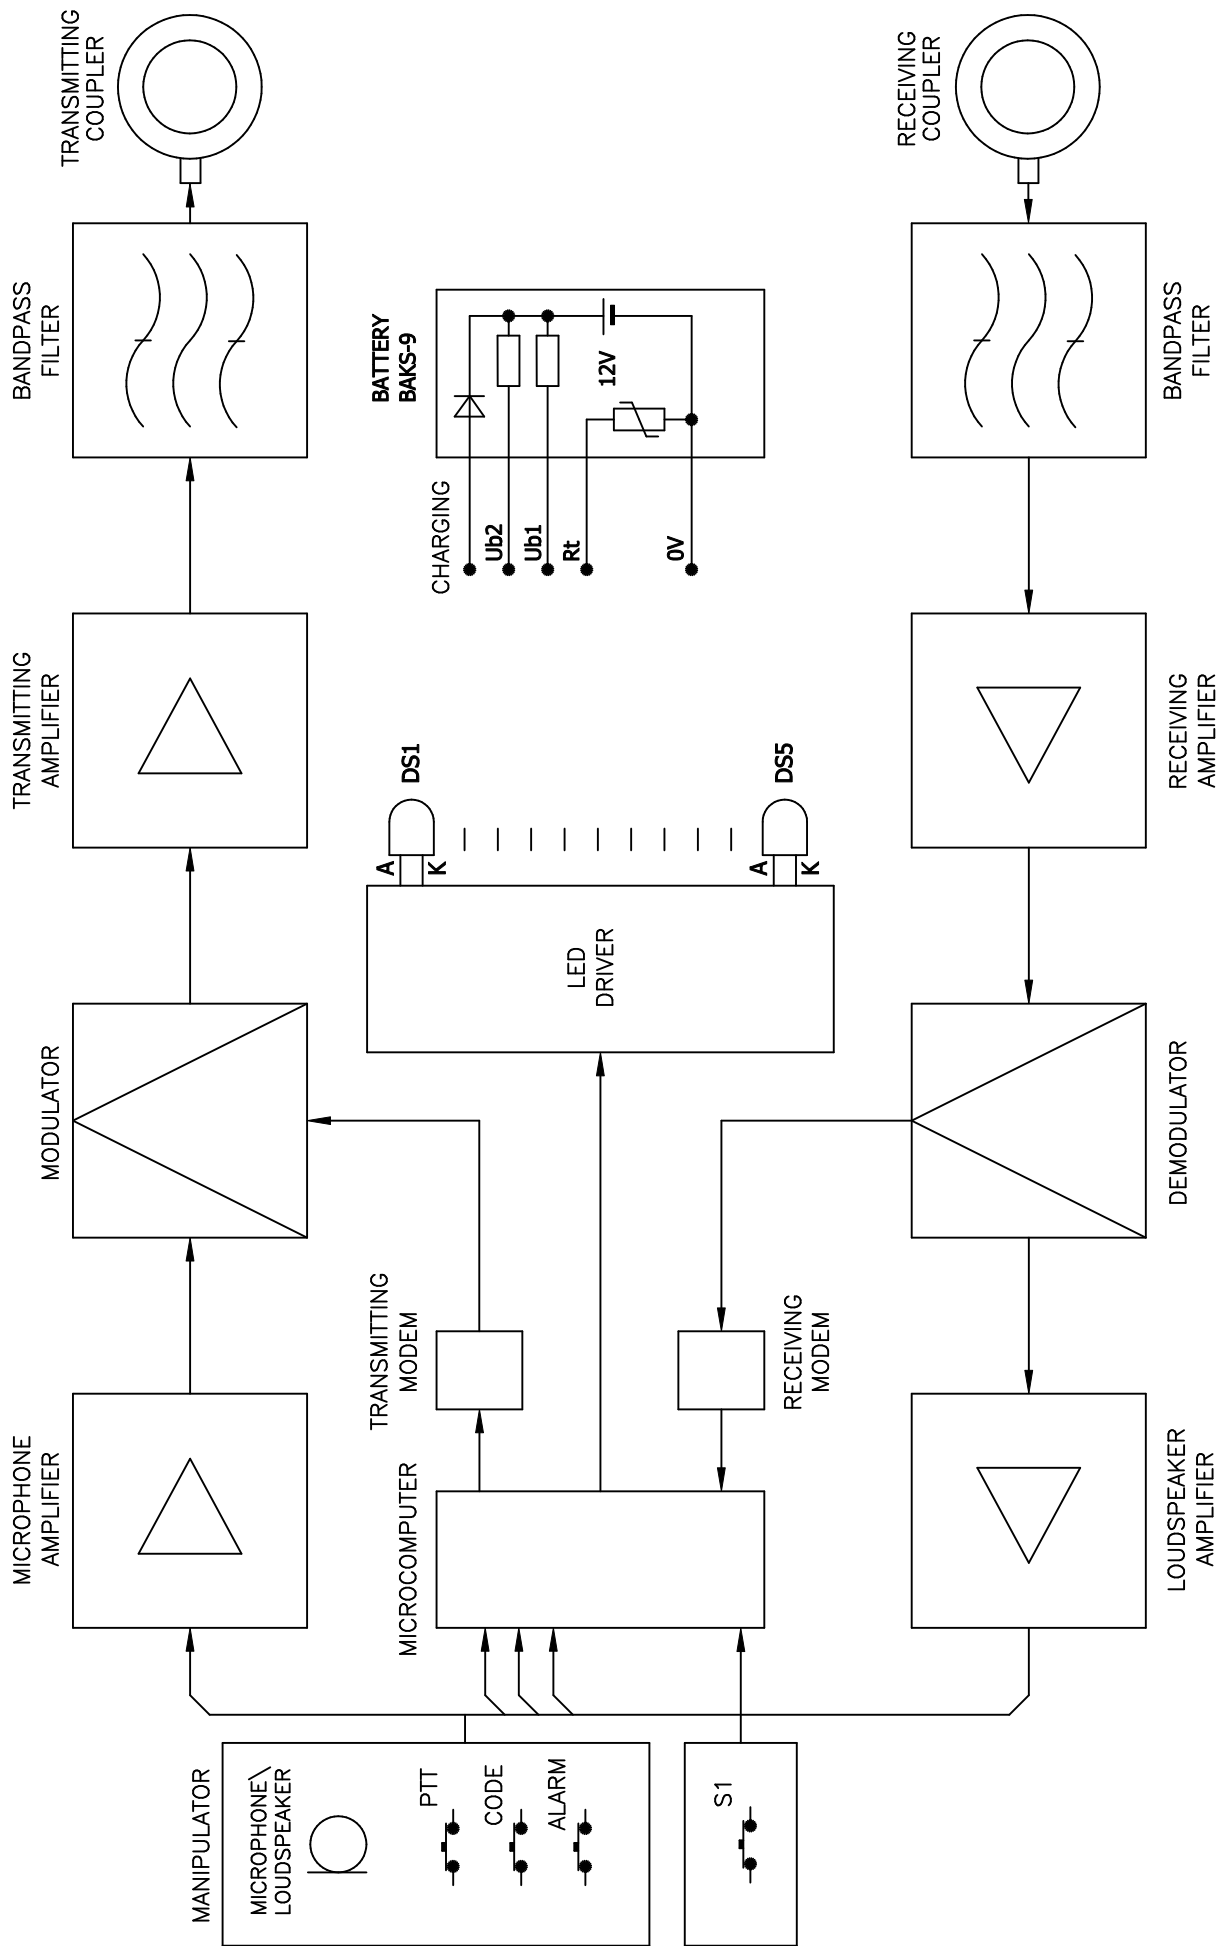 TRANSMITTING
COUPLER
BANDPASS
FILTER
TRANSMITTING
AMPLIFIER
MODULATOR
MICROPHONE
AMPLIFIER
MANIPULATOR
MICROPHONE\
LOUDSPEAKER
PTT
CODE
ALARM
S1
MICROCOMPUTER
TRANSMITTING
MODEM
RECEIVING
MODEM
LED
DRIVER
A
K
DS1
A
K
DS5
BATTERY
BAKS-9
12V
CHARGING
Ub2
Ub1
Rt
0V
RECEIVING
COUPLER
BANDPASS
FILTER
RECEIVING
AMPLIFIER
DEMODULATOR
LOUDSPEAKER
AMPLIFIER